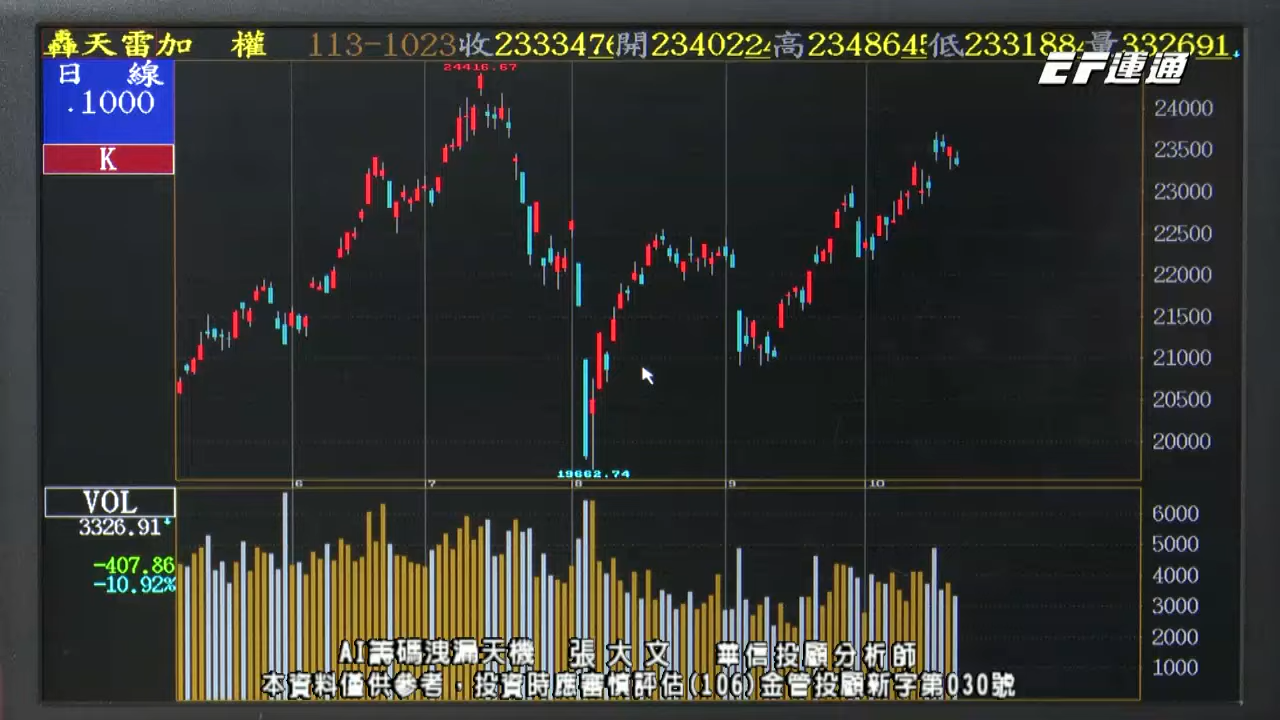 轟天雷加 權 113-1023收233347開234022高234864低233188量332691
EF連通
日 線
.1000
K
24416.67
24000
23500
23000
22500
22000
21500
21000
20500
20000
19662.74
6 7 8 9 10
VOL
3326.91
-407.86
-10.92%
6000
5000
4000
3000
2000
1000
AI籌碼洩漏天機 張大文 華信投顧分析師
本資料僅供參考，投資時應審慎評估(106)金管投顧新字第030號